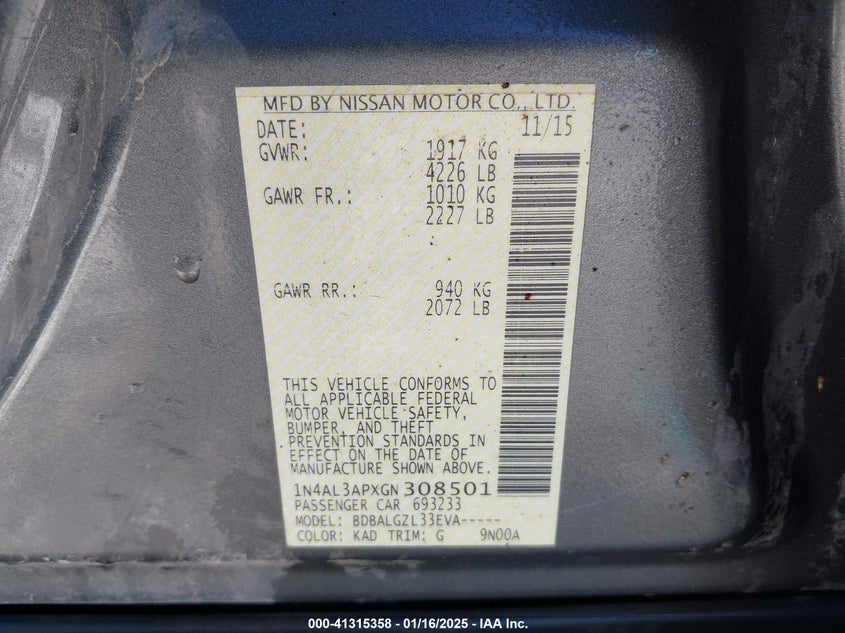 MFD BY NISSAN MOTOR CO., LTD.
DATE: 11/15
GVWR: 1917 KG
4226 LB
GAWR FR.: 1010 KG
2227 LB
GAWR RR.: 940 KG
2072 LB
THIS VEHICLE CONFORMS TO
ALL APPLICABLE FEDERAL
MOTOR VEHICLE SAFETY,
BUMPER, AND THEFT
PREVENTION STANDARDS IN
EFFECT ON THE DATE OF
MANUFACTURE SHOWN ABOVE.
1N4AL3APXGN308501
PASSENGER CAR 693233
MODEL: BDBALGZL33EVA-----
COLOR: KAD TRIM: G 9N00A
000-41315358 - 01/16/2025 - IAA Inc.